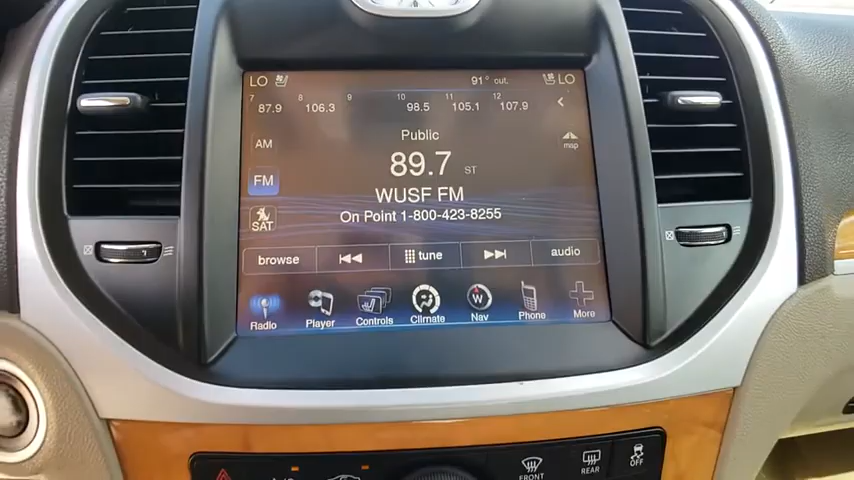 LO 91° out. LO
7 87.9 8 106.3 9 10 98.5 11 105.1 12 107.9
Public
AM
map
89.7 ST
FM
WUSF FM
On Point 1-800-423-8255
SAT
browse tune audio
Radio Player Controls Climate W Nav Phone More
FRONT REAR OFF